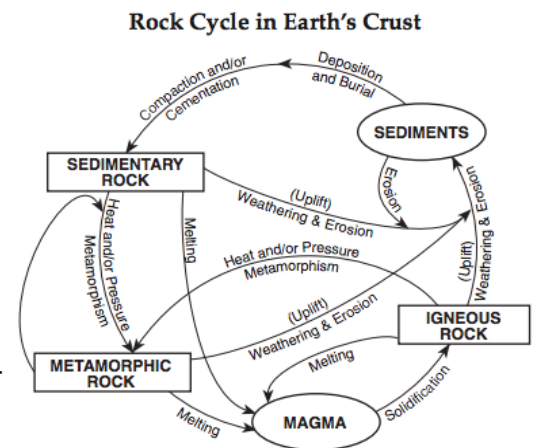 Rock Cycle in Earth's Crust
Deposition
and Burial
Compaction and/or
Cementation
SEDIMENTS
SEDIMENTARY
ROCK
Erosion
(Uplift)
Weathering & Erosion
(Uplift)
Weathering & Erosion
Heat and/or Pressure
Metamorphism
Melting
Heat and/or Pressure
Metamorphism
(Uplift)
Weathering & Erosion
IGNEOUS
ROCK
METAMORPHIC
ROCK
Melting
Melting
MAGMA
Solidification